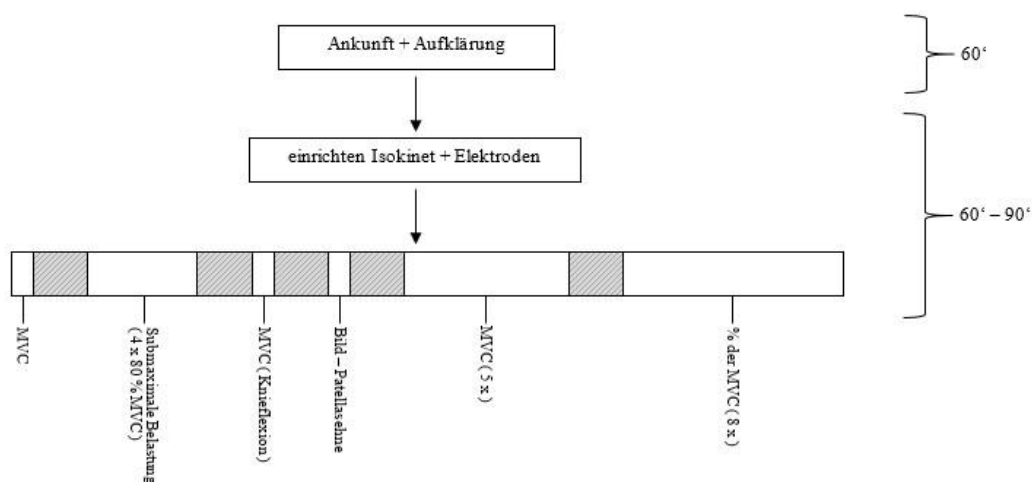 Ankunft + Aufklärung
60‘
einrichten Isokinet + Elektroden
60‘ – 90‘
MVC
Submaximale Belastung
( 4 x 80 % MVC)
MVC ( Knieflexion)
Bild – Patellasehne
MVC ( 5 x )
% der MVC ( 8 x )